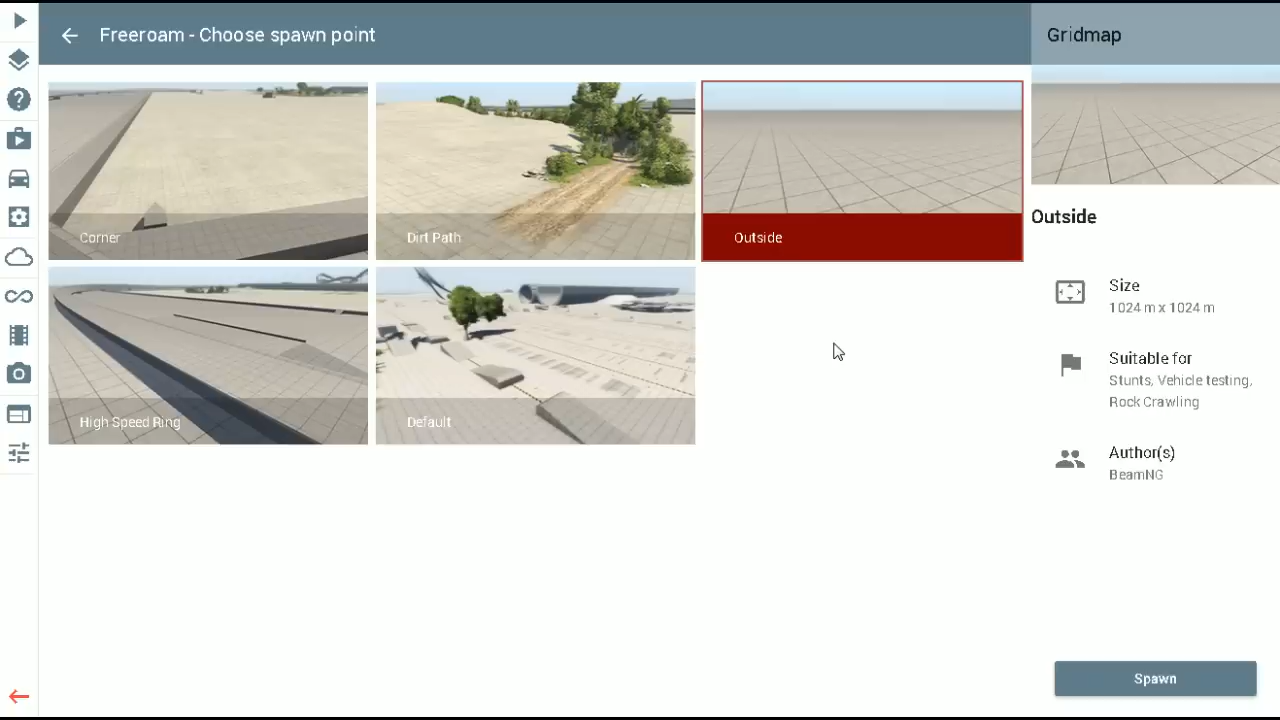 Freeroam - Choose spawn point
Gridmap
Corner
Dirt Path
Outside
High Speed Ring
Default
Outside
Size
1024 m x 1024 m
Suitable for
Stunts, Vehicle testing,
Rock Crawling
Author(s)
BeamNG
Spawn